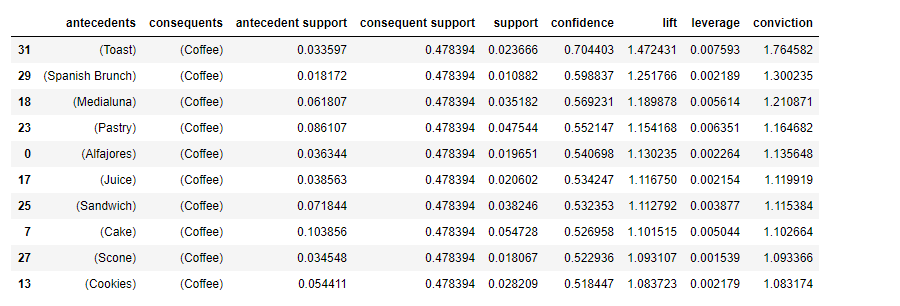 antecedents consequents antecedent support consequent support support confidence lift leverage conviction
31 (Toast) (Coffee) 0.033597 0.478394 0.023666 0.704403 1.472431 0.007593 1.764582
29 (Spanish Brunch) (Coffee) 0.018172 0.478394 0.010882 0.598837 1.251766 0.002189 1.300235
18 (Medialuna) (Coffee) 0.061807 0.478394 0.035182 0.569231 1.189878 0.005614 1.210871
23 (Pastry) (Coffee) 0.086107 0.478394 0.047544 0.552147 1.154168 0.006351 1.164682
0 (Alfajores) (Coffee) 0.036344 0.478394 0.019651 0.540698 1.130235 0.002264 1.135648
17 (Juice) (Coffee) 0.038563 0.478394 0.020602 0.534247 1.116750 0.002154 1.119919
25 (Sandwich) (Coffee) 0.071844 0.478394 0.038246 0.532353 1.112792 0.003877 1.115384
7 (Cake) (Coffee) 0.103856 0.478394 0.054728 0.526958 1.101515 0.005044 1.102664
27 (Scone) (Coffee) 0.034548 0.478394 0.018067 0.522936 1.093107 0.001539 1.093366
13 (Cookies) (Coffee) 0.054411 0.478394 0.028209 0.518447 1.083723 0.002179 1.083174